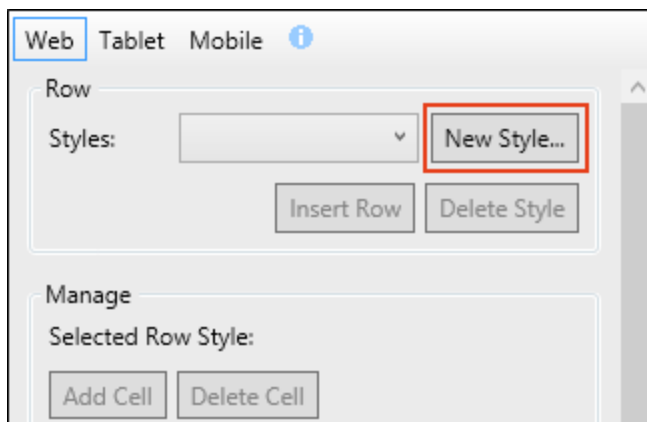 Web Tablet Mobile i
Row
Styles: New Style...
Insert Row Delete Style
Manage
Selected Row Style:
Add Cell Delete Cell